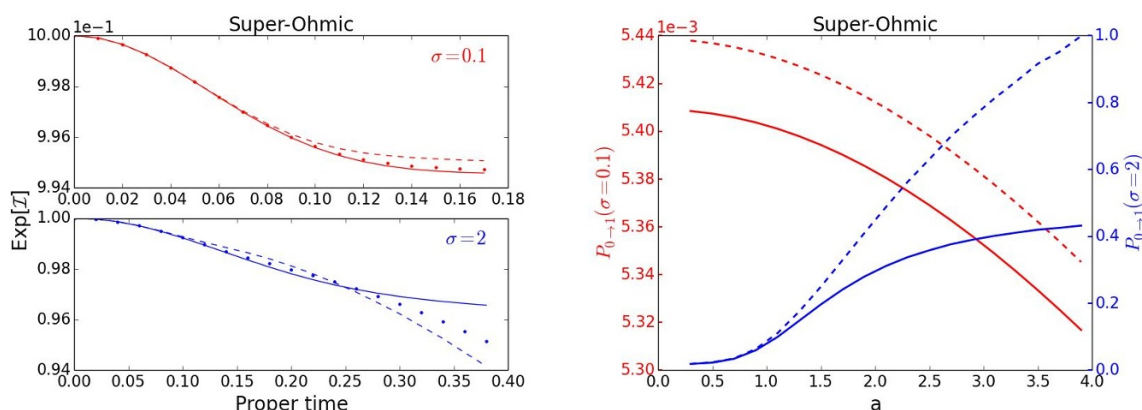 Super-Ohmic
1e−1
10.00
9.98
9.96
9.94
σ=0.1
0.00 0.02 0.04 0.06 0.08 0.10 0.12 0.14 0.16 0.18
Exp[ℐ]
1.00
0.98
0.96
0.94
σ=2
0.00 0.05 0.10 0.15 0.20 0.25 0.30 0.35 0.40
Proper time
Super-Ohmic
1e−3
5.44
5.42
5.40
5.38
5.36
5.34
5.32
5.30
P0→1(σ=0.1)
1.0
0.8
0.6
0.4
0.2
0.0
P0→1(σ=2)
0.0 0.5 1.0 1.5 2.0 2.5 3.0 3.5 4.0
a